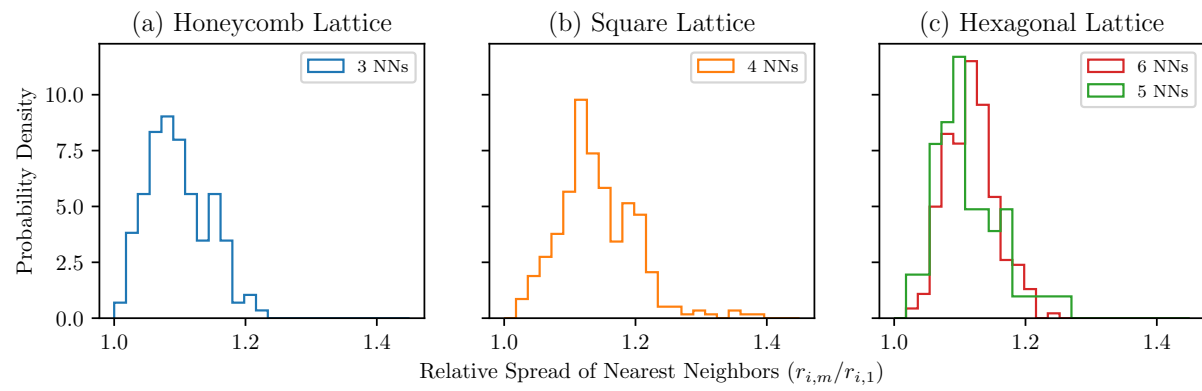 (a) Honeycomb Lattice
(b) Square Lattice
(c) Hexagonal Lattice
3 NNs
4 NNs
6 NNs
5 NNs
Probability Density
10.0
7.5
5.0
2.5
0.0
1.0 1.2 1.4
1.0 1.2 1.4
1.0 1.2 1.4
Relative Spread of Nearest Neighbors (r_{i,m}/r_{i,1})